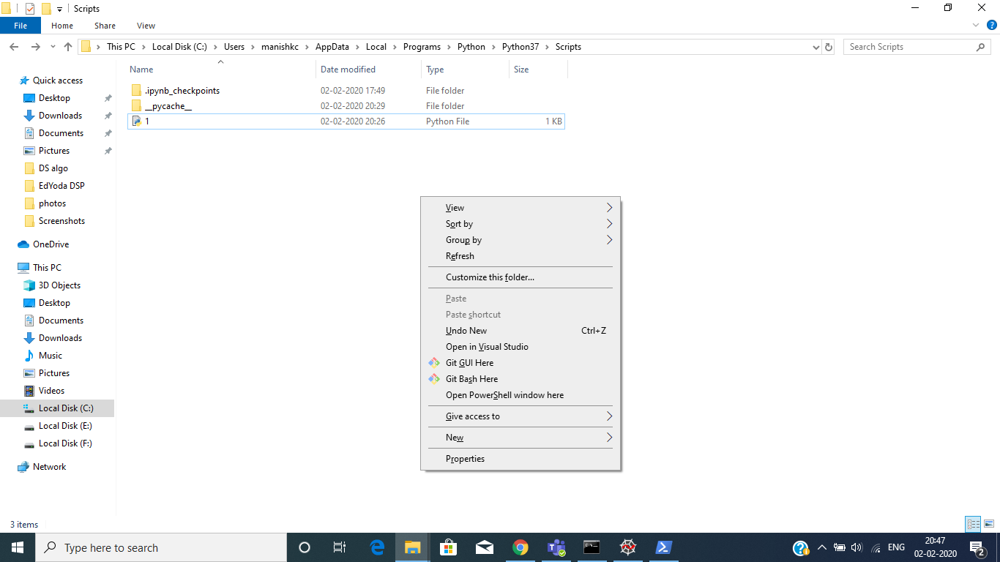 Scripts
File Home Share View
This PC Local Disk (C:) Users manishkc AppData Local Programs Python Python37 Scripts
Search Scripts
Name Date modified Type Size
.ipynb_checkpoints 02-02-2020 17:49 File folder
__pycache__ 02-02-2020 20:29 File folder
1 02-02-2020 20:26 Python File 1 KB
Quick access
Desktop
Downloads
Documents
Pictures
DS algo
EdYoda DSP
photos
Screenshots
OneDrive
This PC
3D Objects
Desktop
Documents
Downloads
Music
Pictures
Videos
Local Disk (C:)
Local Disk (E:)
Local Disk (F:)
Network
View
Sort by
Group by
Refresh
Customize this folder...
Paste
Paste shortcut
Undo New Ctrl+Z
Open in Visual Studio
Git GUI Here
Git Bash Here
Open PowerShell window here
Give access to
New
Properties
3 items
Type here to search
ENG
20:47
02-02-2020
2